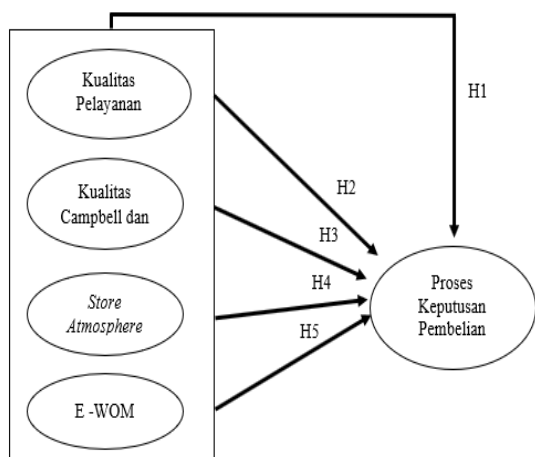 Kualitas
Pelayanan
Kualitas
Campbell dan
Store
Atmosphere
E -WOM
H1
H2
H3
H4
H5
Proses
Keputusan
Pembelian